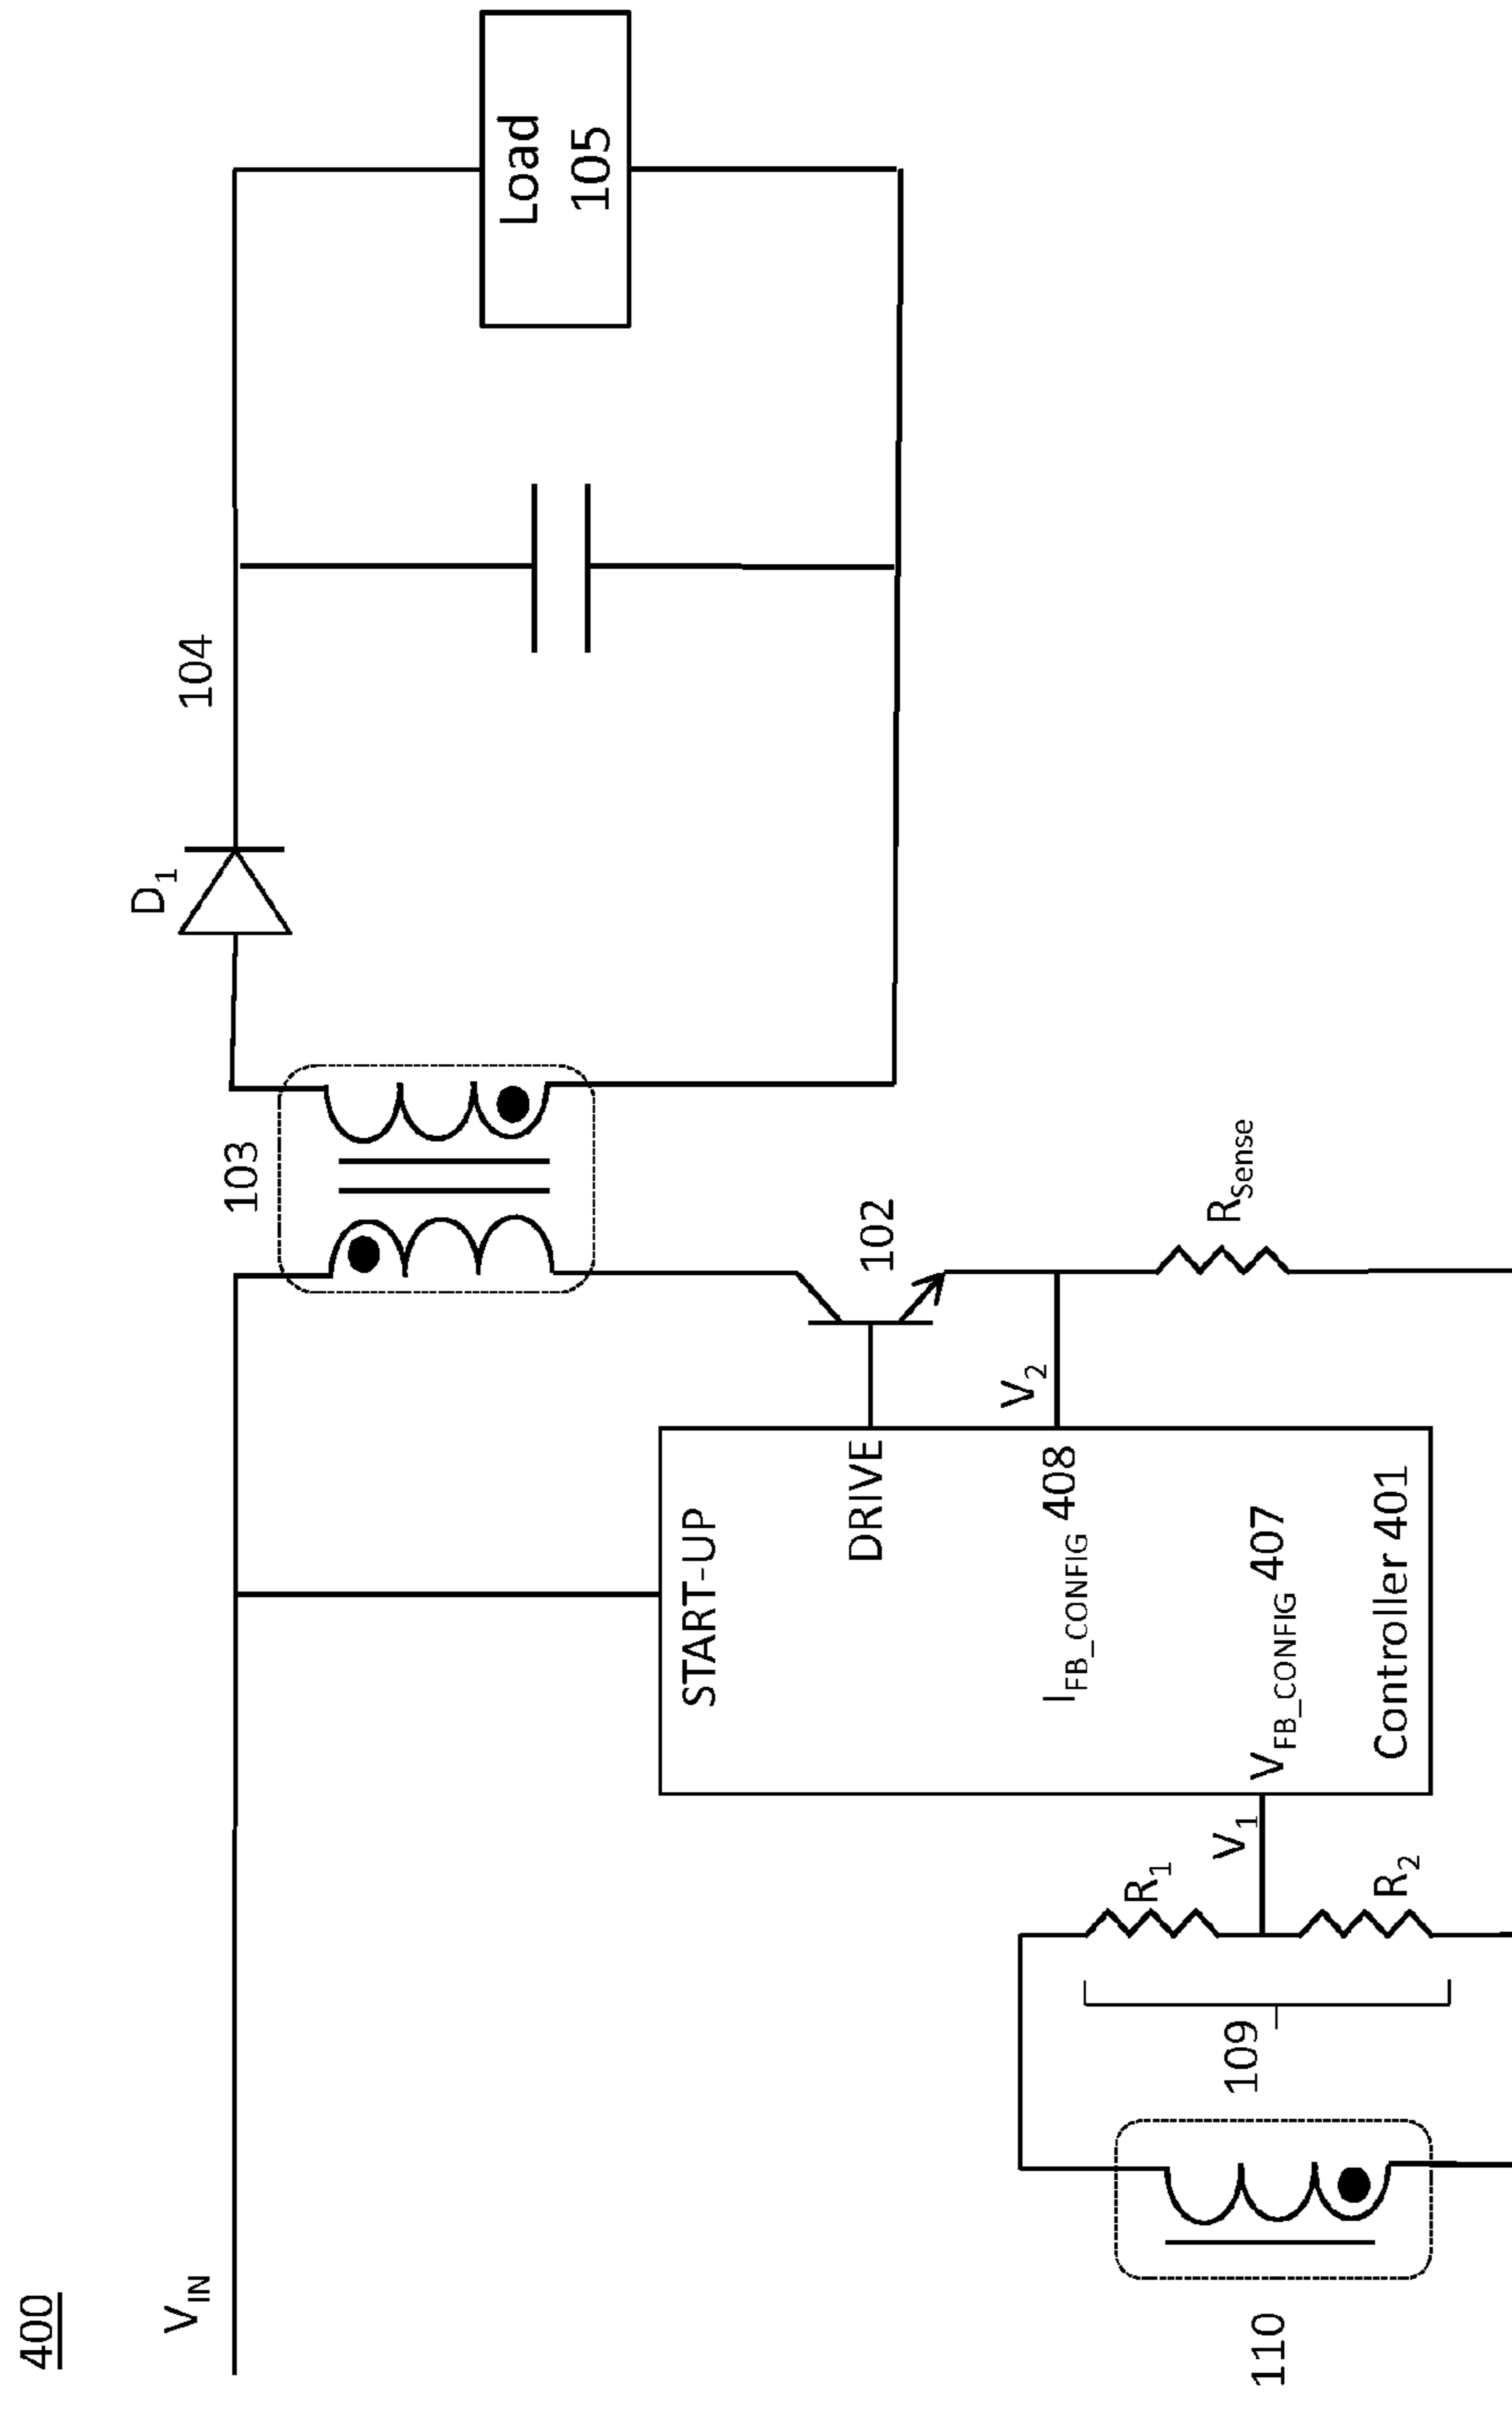 400
V_IN
103
D_1
104
Load
105
START-UP
DRIVE
102
I_FB_CONFIG 408
V_2
R_Sense
V_FB_CONFIG 407
Controller 401
V_1
R_1
R_2
109
110